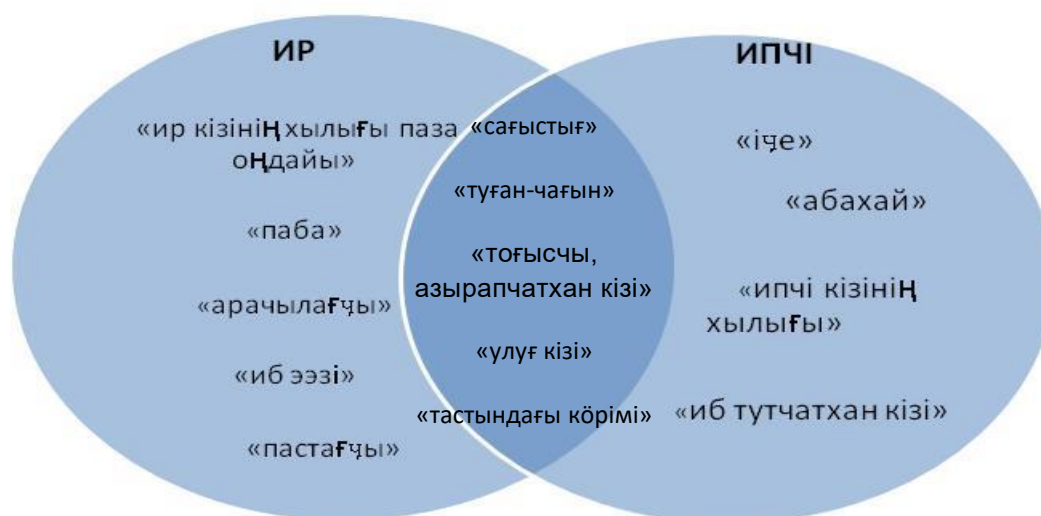 ИР
«ир кізінің хылығы паза
оңдайы»
«паба»
«арачылағҷы»
«иб ээзі»
«пастағҷы»
«сағыстығ»
«туған-чағын»
«тоғысчы,
азырапчатхан кізі»
«улуғ кізі»
«тастындағы кӧрімі»
ИПЧІ
«іҷе»
«абахай»
«ипчі кізінің
хылығы»
«иб тутчатхан кізі»